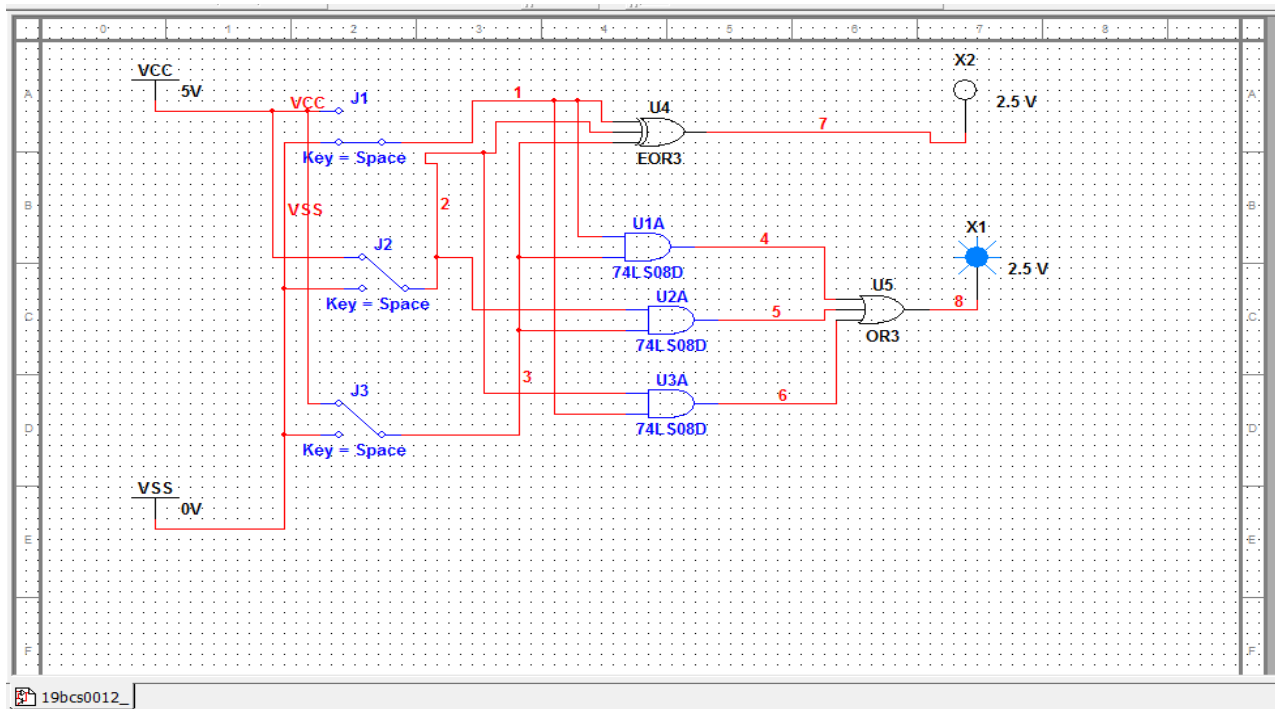 0 1 2 3 4 5 6 7 8
A A
B B
C C
D D
E E
F F
VCC
5V
VCC
J1
Key = Space
VSS
J2
Key = Space
J3
Key = Space
VSS
0V
1
2
3
U4
EOR3
7
X2
2.5 V
U1A
74LS08D
4
U2A
74LS08D
5
U3A
74LS08D
6
U5
OR3
8
X1
2.5 V
19bcs0012_